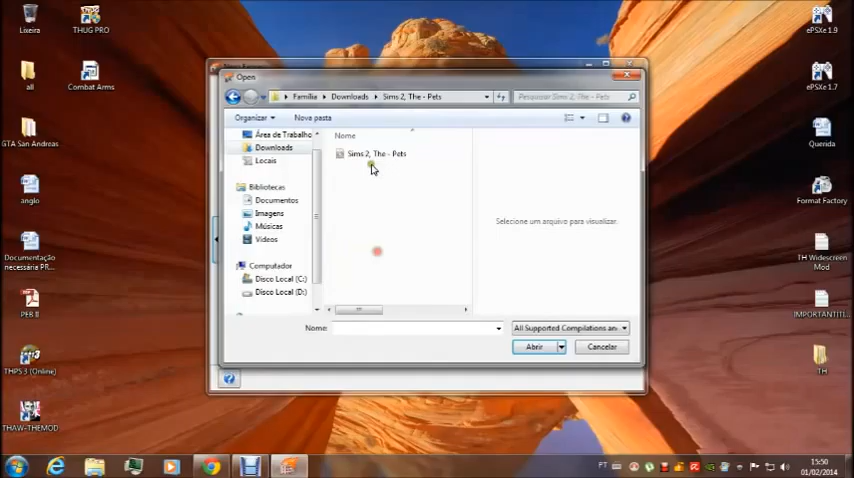 Lixeira
THUG PRO
all
Combat Arms
GTA San Andreas
anglo
Documentação
necessária PR...
PEB II
THPS 3 (Online)
THAW-THEMOD
Open
Família
Downloads
Sims 2, The - Pets
Pesquisar Sims 2, The - Pets
Organizar
Nova pasta
Área de Trabalho
Downloads
Locais
Bibliotecas
Documentos
Imagens
Músicas
Vídeos
Computador
Disco Local (C:)
Disco Local (D:)
Nome
Sims 2, The - Pets
Selecione um arquivo para visualizar.
Nome:
All Supported Compilations an
Abrir
Cancelar
ePSXe 1.9
ePSXe 1.7
Querida
Format Factory
TH Widescreen
Mod
IMPORTANT!!...
TH
PT
15:50
01/02/2014